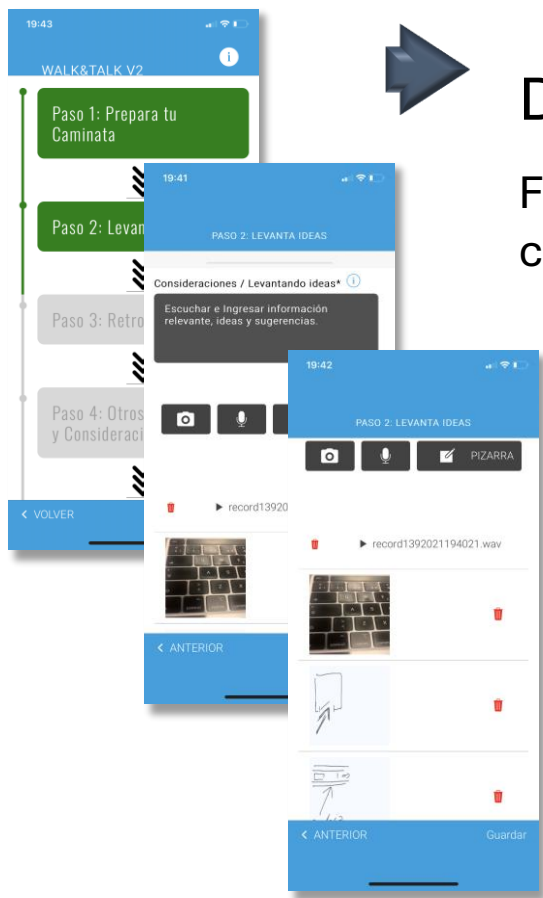 19:43
WALK&TALK V2
Paso 1: Prepara tu
Caminata
Paso 2: Levan
Paso 3: Retro
Paso 4: Otros
y Consideraci
< VOLVER
19:41
PASO 2: LEVANTA IDEAS
Consideraciones / Levantando ideas*
Escuchar e Ingresar información
relevante, ideas y sugerencias.
record13920
< ANTERIOR
19:42
PASO 2: LEVANTA IDEAS
PIZARRA
record1392021194021.wav
< ANTERIOR
Guardar
D
F
c